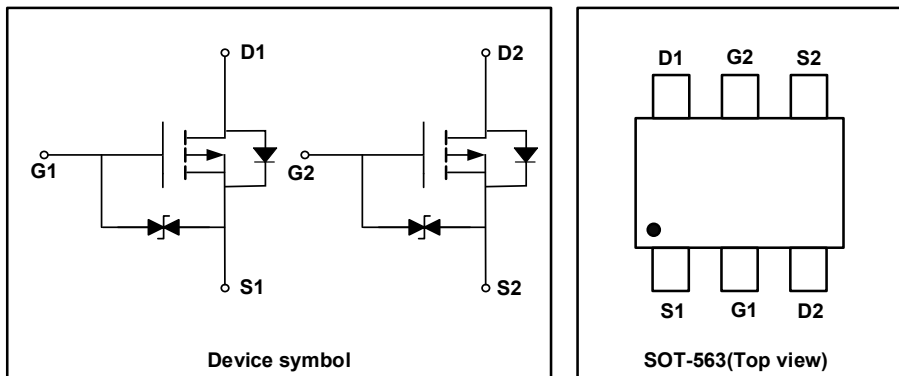 D1
D2
G1
G2
S1
S2
Device symbol
D1 G2 S2
S1 G1 D2
SOT-563(Top view)